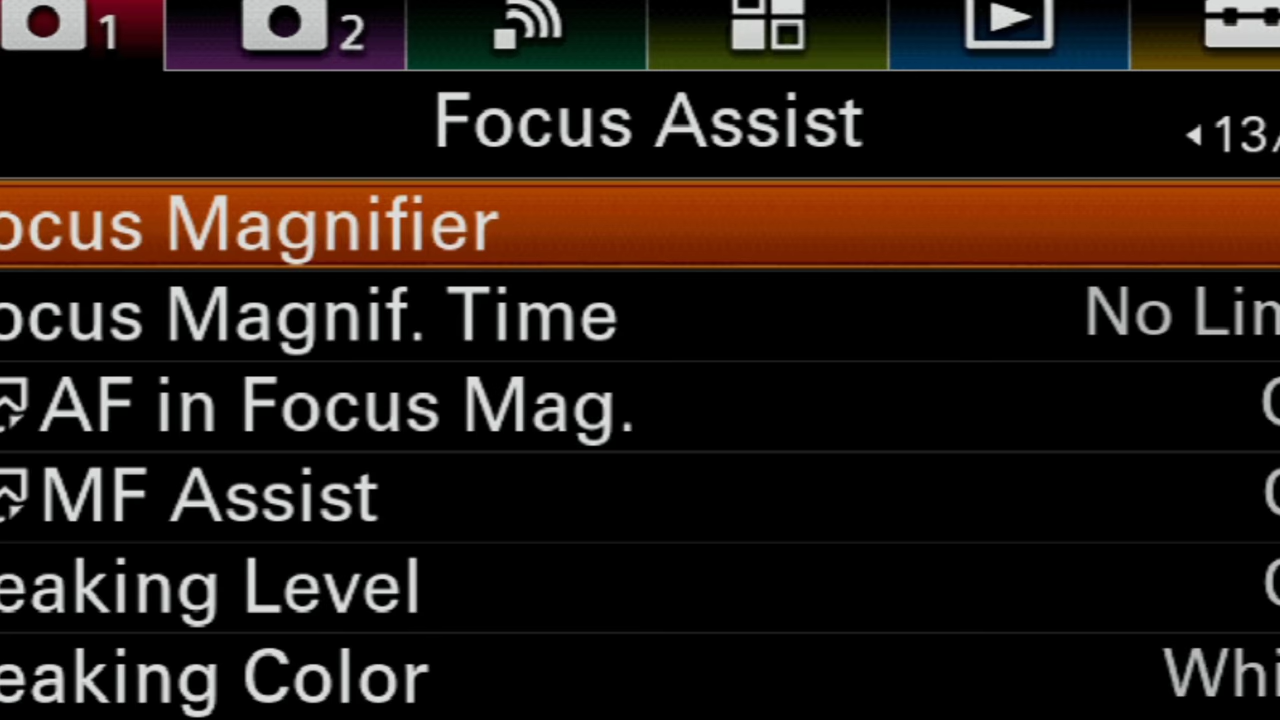 1 2
Focus Assist
13/
ocus Magnifier
ocus Magnif. Time No Lim
AF in Focus Mag.
MF Assist
eaking Level
eaking Color Whi